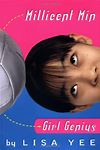 Millicent Min
Girl Genius
by LISA YEE